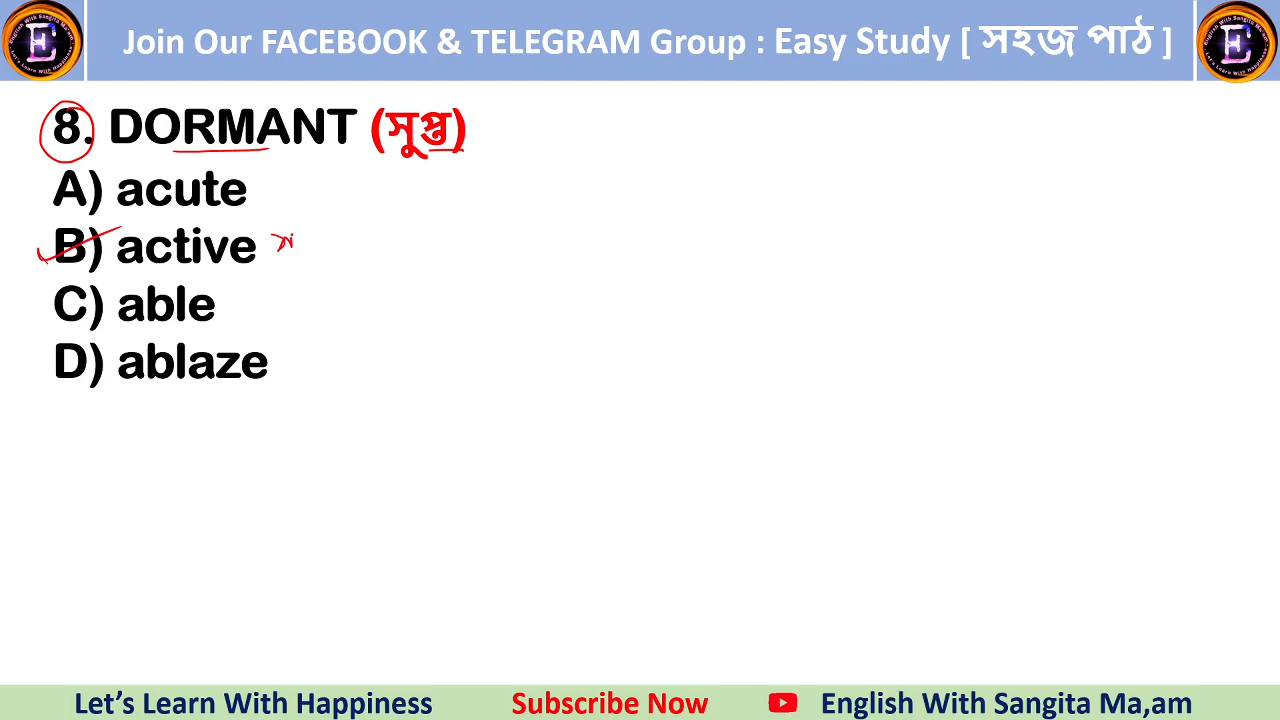 Join Our FACEBOOK & TELEGRAM Group : Easy Study [ সহজ পাঠ ]
8. DORMANT (সুপ্ত)
A) acute
B) active
C) able
D) ablaze
Let's Learn With Happiness
Subscribe Now
English With Sangita Ma,am